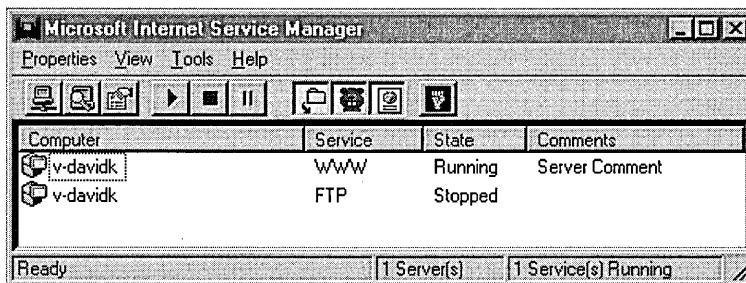 Microsoft Internet Service Manager
Properties View Tools Help
Computer Service State Comments
v-davidk WWW Running Server Comment
v-davidk FTP Stopped
Ready 1 Server(s) 1 Service(s) Running